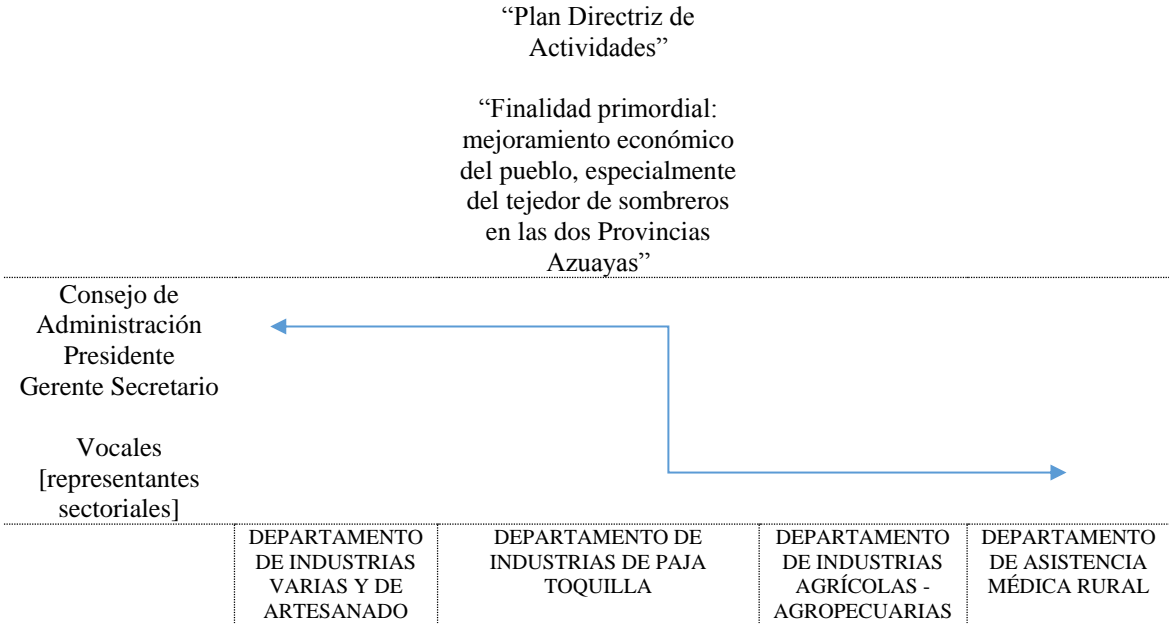 “Plan Directriz de
Actividades”
“Finalidad primordial:
mejoramiento económico
del pueblo, especialmente
del tejedor de sombreros
en las dos Provincias
Azuayas”
Consejo de
Administración
Presidente
Gerente Secretario
Vocales
[representantes
sectoriales]
DEPARTAMENTO
DE INDUSTRIAS
VARIAS Y DE
ARTESANADO
DEPARTAMENTO DE
INDUSTRIAS DE PAJA
TOQUILLA
DEPARTAMENTO
DE INDUSTRIAS
AGRÍCOLAS -
AGROPECUARIAS
DEPARTAMENTO
DE ASISTENCIA
MÉDICA RURAL